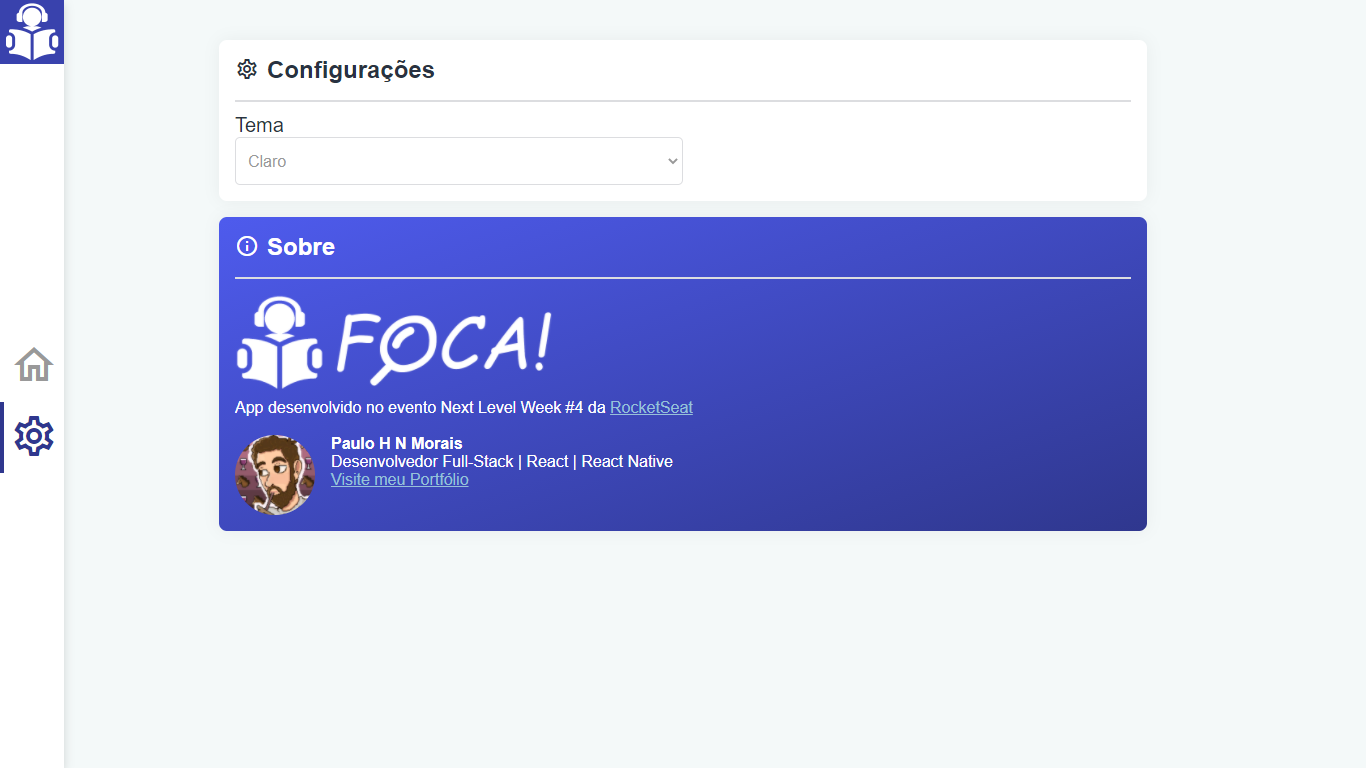 Configurações
Tema
Claro
Sobre
FOCA!
App desenvolvido no evento Next Level Week #4 da RocketSeat
Paulo H N Morais
Desenvolvedor Full-Stack | React | React Native
Visite meu Portfólio